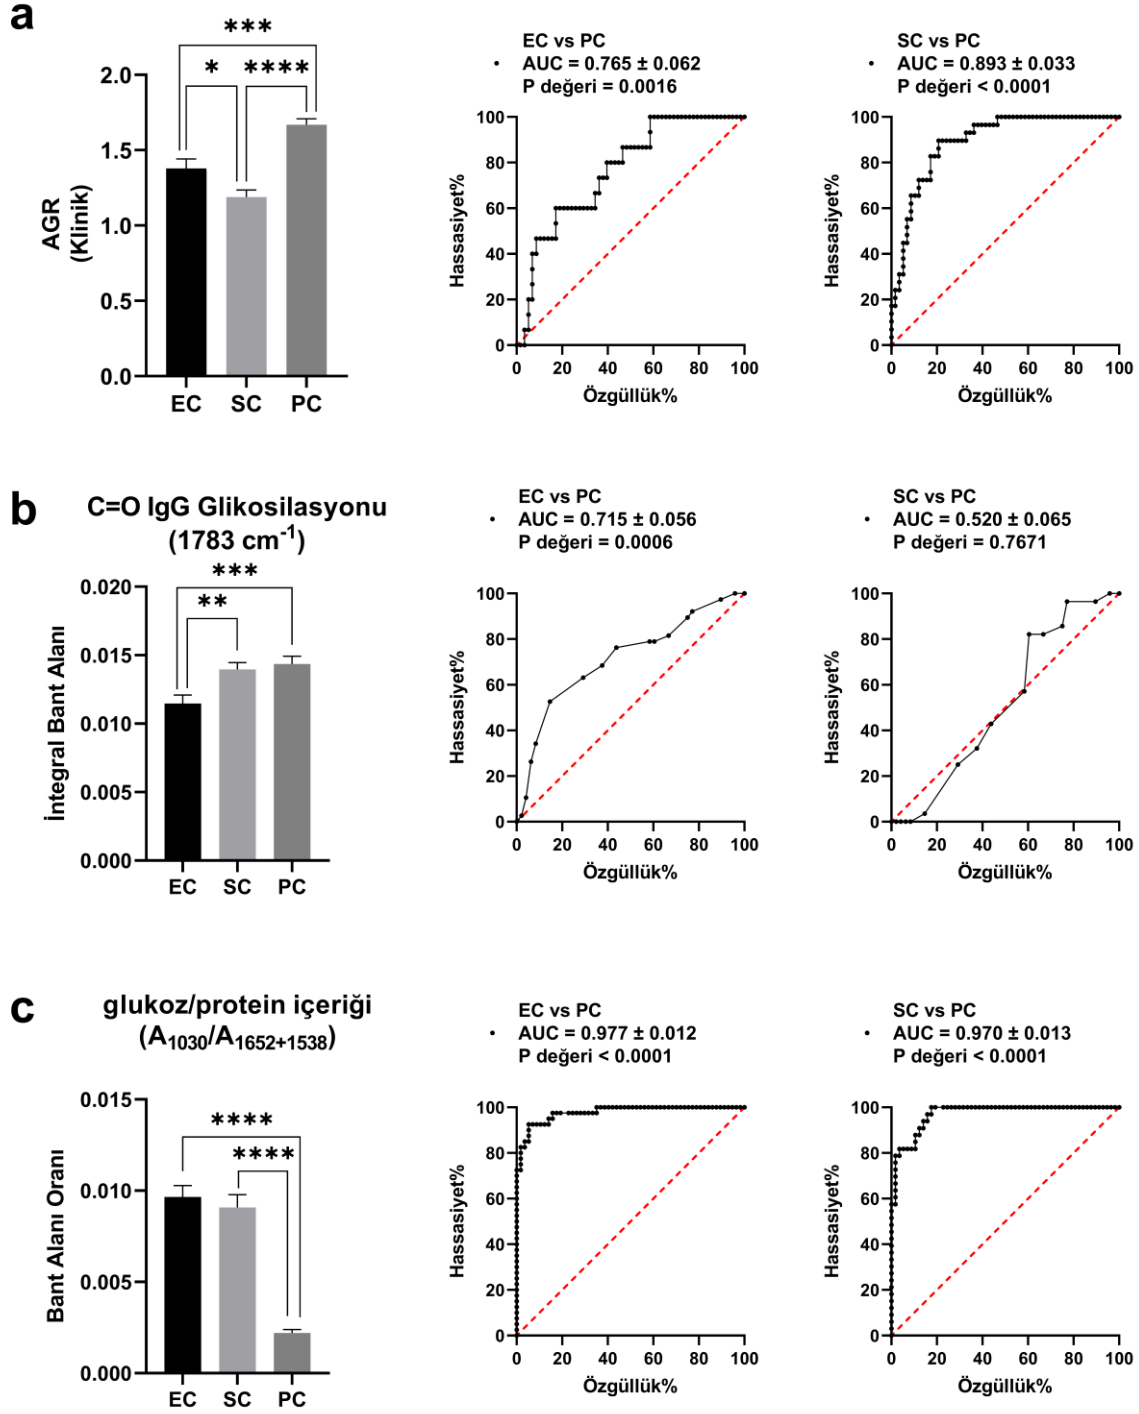 a
***
* ****
AGR
(Klinik)
2.0
1.5
1.0
0.5
0.0
EC SC PC
EC vs PC
AUC = 0.765 ± 0.062
P değeri = 0.0016
Hassasiyet%
100
80
60
40
20
0
0 20 40 60 80 100
Özgüllük%
SC vs PC
AUC = 0.893 ± 0.033
P değeri < 0.0001
Hassasiyet%
100
80
60
40
20
0
0 20 40 60 80 100
Özgüllük%
b
C=O IgG Glikosilasyonu
(1783 cm⁻¹)
***
**
İntegral Bant Alanı
0.020
0.015
0.010
0.005
0.000
EC SC PC
EC vs PC
AUC = 0.715 ± 0.056
P değeri = 0.0006
Hassasiyet%
100
80
60
40
20
0
0 20 40 60 80 100
Özgüllük%
SC vs PC
AUC = 0.520 ± 0.065
P değeri = 0.7671
Hassasiyet%
100
80
60
40
20
0
0 20 40 60 80 100
Özgüllük%
c
glukoz/protein içeriği
(A₁₀₃₀/A₁₆₅₂₊₁₅₃₈)
****
****
Bant Alanı Oranı
0.015
0.010
0.005
0.000
EC SC PC
EC vs PC
AUC = 0.977 ± 0.012
P değeri < 0.0001
Hassasiyet%
100
80
60
40
20
0
0 20 40 60 80 100
Özgüllük%
SC vs PC
AUC = 0.970 ± 0.013
P değeri < 0.0001
Hassasiyet%
100
80
60
40
20
0
0 20 40 60 80 100
Özgüllük%